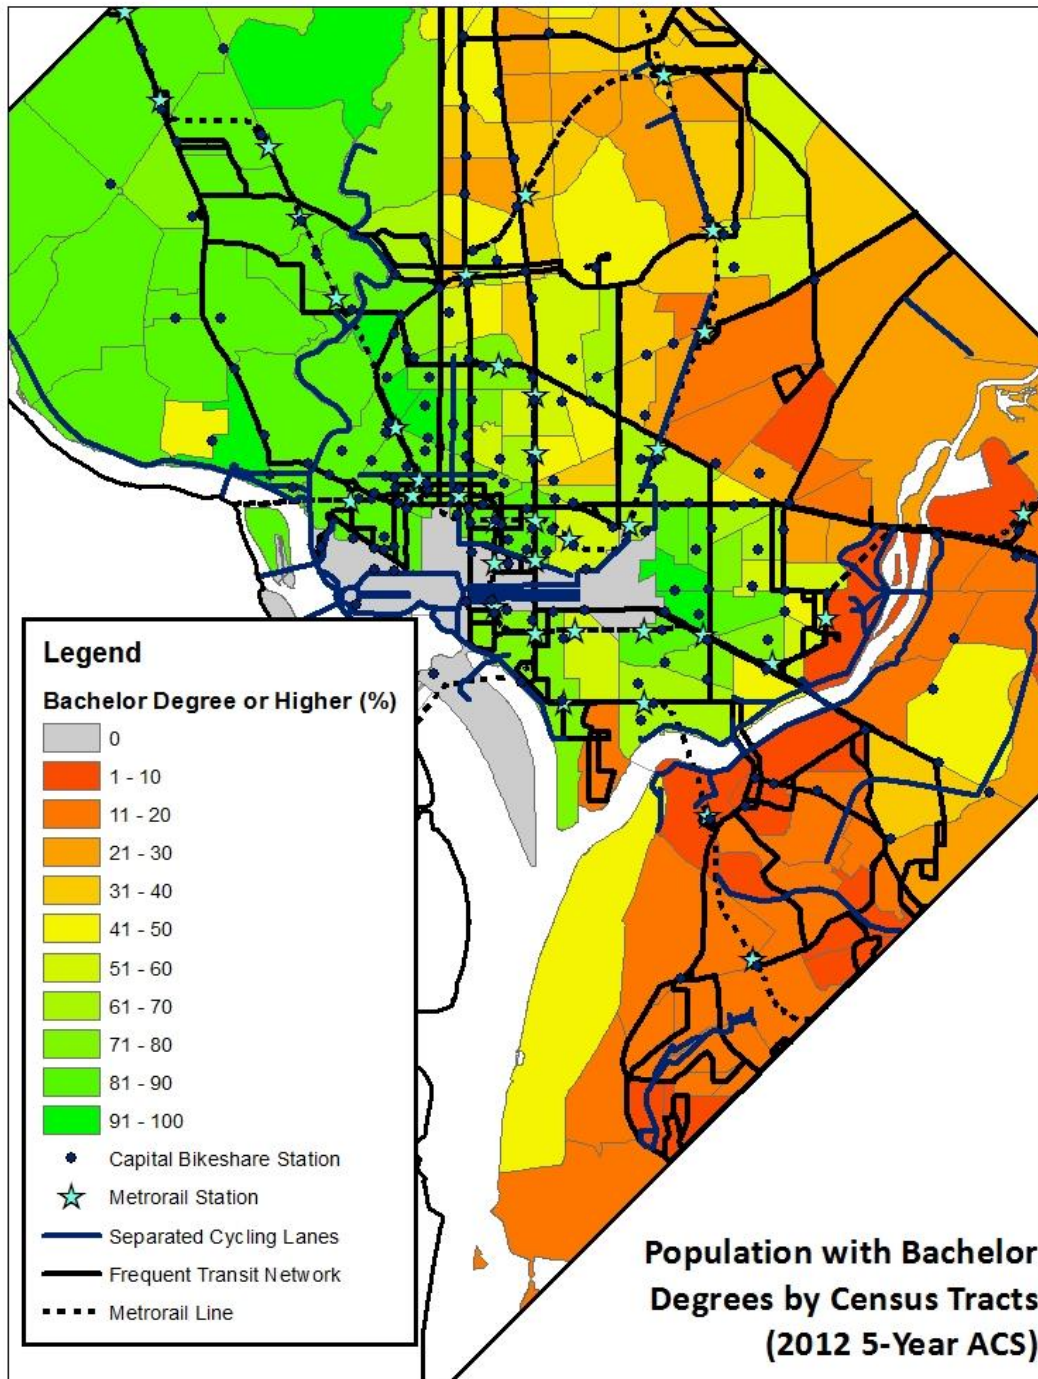 Legend
Bachelor Degree or Higher (%)
0
1 - 10
11 - 20
21 - 30
31 - 40
41 - 50
51 - 60
61 - 70
71 - 80
81 - 90
91 - 100
Capital Bikeshare Station
Metrorail Station
Separated Cycling Lanes
Frequent Transit Network
Metrorail Line
Population with Bachelor
Degrees by Census Tracts
(2012 5-Year ACS)